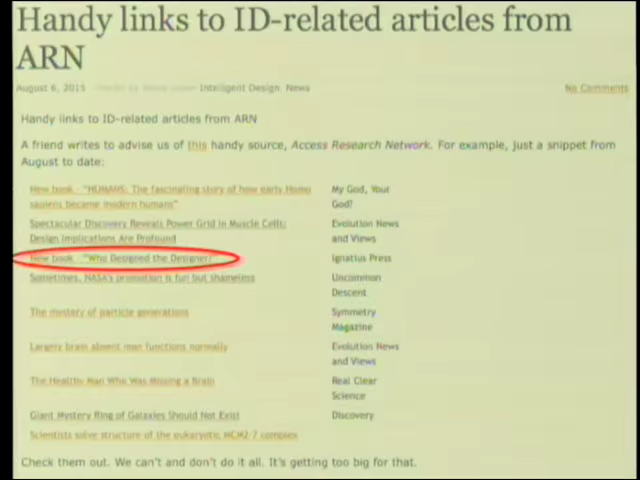 Handy links to ID-related articles from
ARN
August 6, 2015 Intelligent Design, News No Comments
Handy links to ID-related articles from ARN
A friend writes to advise us of this handy source, Access Research Network. For example, just a snippet from
August to date:
New book - "HUMANS: The fascinating story of how early Homo My God, Your
sapiens became modern humans" God?
Spectacular Discovery Reveals Power Grid in Muscle Cells; Evolution News
Design Implications Are Profound and Views
New book - "Who Designed the Designer? Ignatius Press
Sometimes, NASA's promotion is fun but shameless Uncommon
Descent
The mystery of particle generations Symmetry
Magazine
Largely brain absent man functions normally Evolution News
and Views
The Healthy Man Who Was Missing a Brain Real Clear
Science
Giant Mystery Ring of Galaxies Should Not Exist Discovery
Scientists solve structure of the eukaryotic MCM2-7 complex
Check them out. We can't and don't do it all. It's getting too big for that.